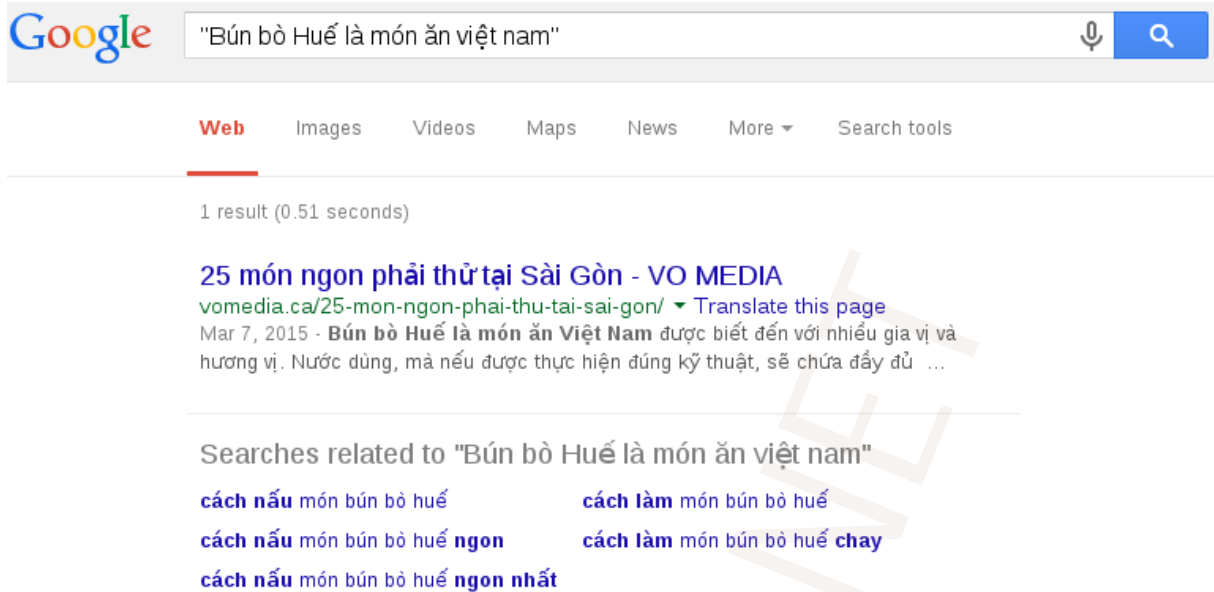 Google "Bún bò Huế là món ăn việt nam"
Web Images Videos Maps News More Search tools
1 result (0.51 seconds)
25 món ngon phải thử tại Sài Gòn - VO MEDIA
vomedia.ca/25-mon-ngon-phai-thu-tai-sai-gon/ Translate this page
Mar 7, 2015 - Bún bò Huế là món ăn Việt Nam được biết đến với nhiều gia vị và
hương vị. Nước dùng, mà nếu được thực hiện đúng kỹ thuật, sẽ chứa đầy đủ ...
Searches related to "Bún bò Huế là món ăn việt nam"
cách nấu món bún bò huế cách làm món bún bò huế
cách nấu món bún bò huế ngon cách làm món bún bò huế chay
cách nấu món bún bò huế ngon nhất
NET